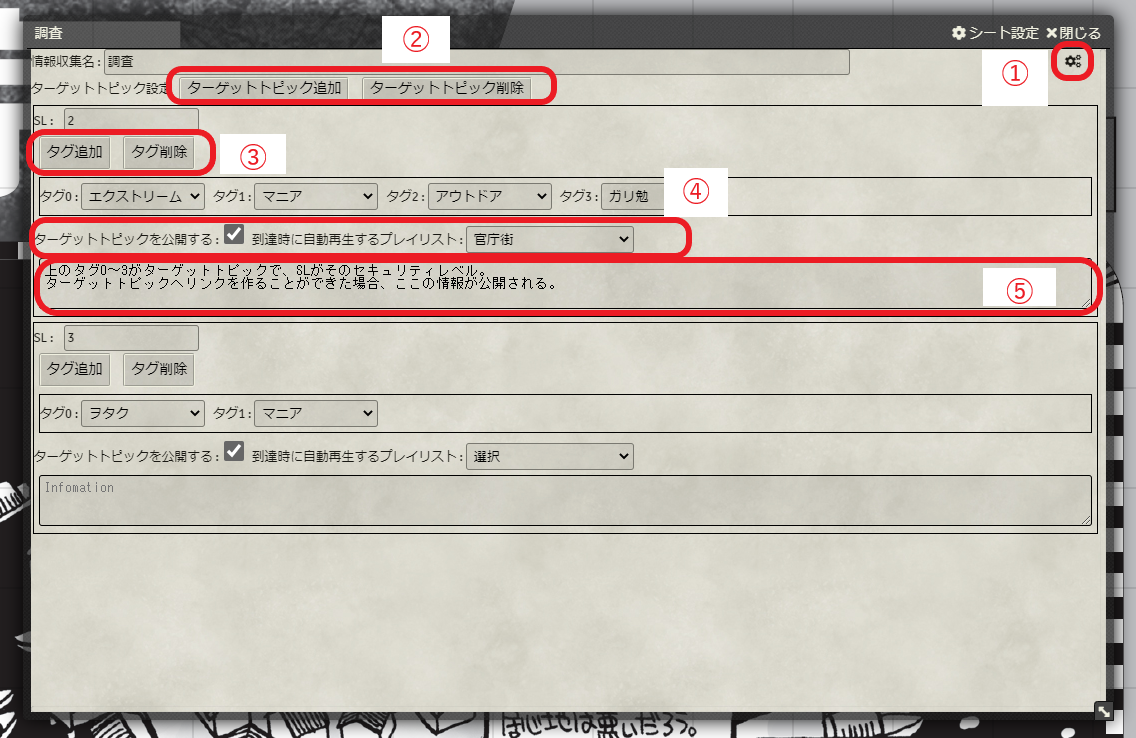 調査
シート設定 閉じる
②
①
情報収集名: 調査
ターゲットトピック設定 ターゲットトピック追加 ターゲットトピック削除
SL: 2
タグ追加 タグ削除
③
④
タグ0: エクストリーム タグ1: マニア タグ2: アウトドア タグ3: ガリ勉
ターゲットトピックを公開する: 到達時に自動再生するプレイリスト: 官庁街
上のタグ0～3がターゲットトピックで、SLがそのセキュリティレベル。
ターゲットトピックへリンクを作ることができた場合、ここの情報が公開される。
⑤
SL: 3
タグ追加 タグ削除
タグ0: ヲタク タグ1: マニア
ターゲットトピックを公開する: 到達時に自動再生するプレイリスト: 選択
Infomation
は心地は悪いだろう。